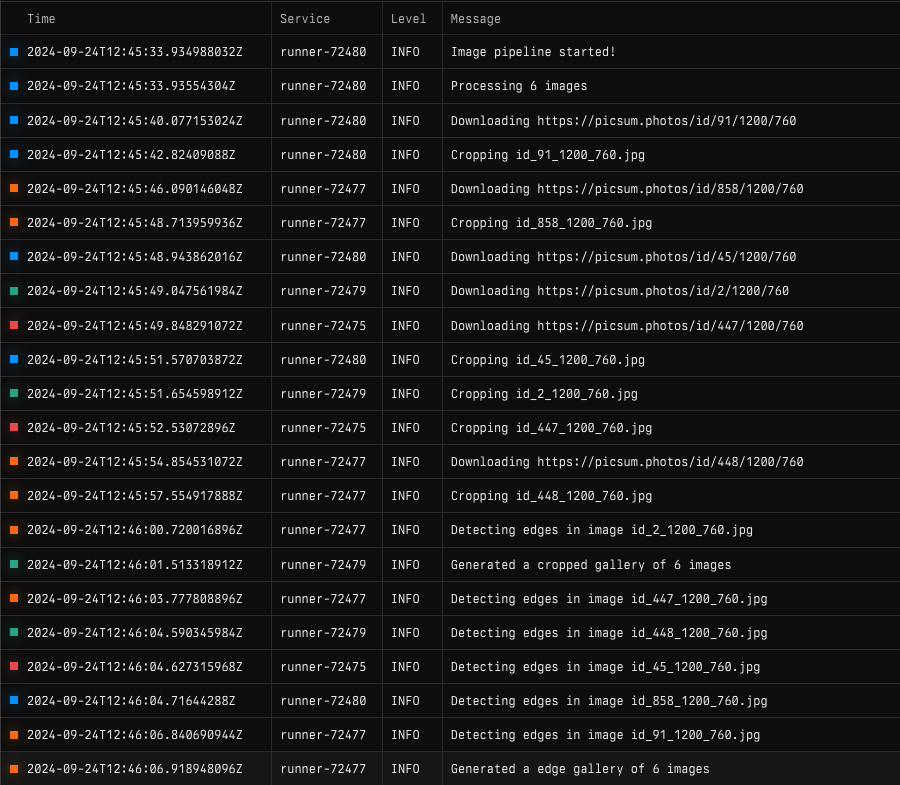 Time Service Level Message
2024-09-24T12:45:33.934988032Z runner-72480 INFO Image pipeline started!
2024-09-24T12:45:33.93554304Z runner-72480 INFO Processing 6 images
2024-09-24T12:45:40.077153024Z runner-72480 INFO Downloading https://picsum.photos/id/91/1200/760
2024-09-24T12:45:42.82409088Z runner-72480 INFO Cropping id_91_1200_760.jpg
2024-09-24T12:45:46.090146048Z runner-72477 INFO Downloading https://picsum.photos/id/858/1200/760
2024-09-24T12:45:48.713959936Z runner-72477 INFO Cropping id_858_1200_760.jpg
2024-09-24T12:45:48.943862016Z runner-72480 INFO Downloading https://picsum.photos/id/45/1200/760
2024-09-24T12:45:49.047561984Z runner-72479 INFO Downloading https://picsum.photos/id/2/1200/760
2024-09-24T12:45:49.848291072Z runner-72475 INFO Downloading https://picsum.photos/id/447/1200/760
2024-09-24T12:45:51.570703872Z runner-72480 INFO Cropping id_45_1200_760.jpg
2024-09-24T12:45:51.654598912Z runner-72479 INFO Cropping id_2_1200_760.jpg
2024-09-24T12:45:52.53072896Z runner-72475 INFO Cropping id_447_1200_760.jpg
2024-09-24T12:45:54.854531072Z runner-72477 INFO Downloading https://picsum.photos/id/448/1200/760
2024-09-24T12:45:57.554917888Z runner-72477 INFO Cropping id_448_1200_760.jpg
2024-09-24T12:46:00.720016896Z runner-72477 INFO Detecting edges in image id_2_1200_760.jpg
2024-09-24T12:46:01.513318912Z runner-72479 INFO Generated a cropped gallery of 6 images
2024-09-24T12:46:03.777808896Z runner-72477 INFO Detecting edges in image id_447_1200_760.jpg
2024-09-24T12:46:04.590345984Z runner-72479 INFO Detecting edges in image id_448_1200_760.jpg
2024-09-24T12:46:04.627315968Z runner-72475 INFO Detecting edges in image id_45_1200_760.jpg
2024-09-24T12:46:04.71644288Z runner-72480 INFO Detecting edges in image id_858_1200_760.jpg
2024-09-24T12:46:06.840690944Z runner-72477 INFO Detecting edges in image id_91_1200_760.jpg
2024-09-24T12:46:06.918948096Z runner-72477 INFO Generated a edge gallery of 6 images